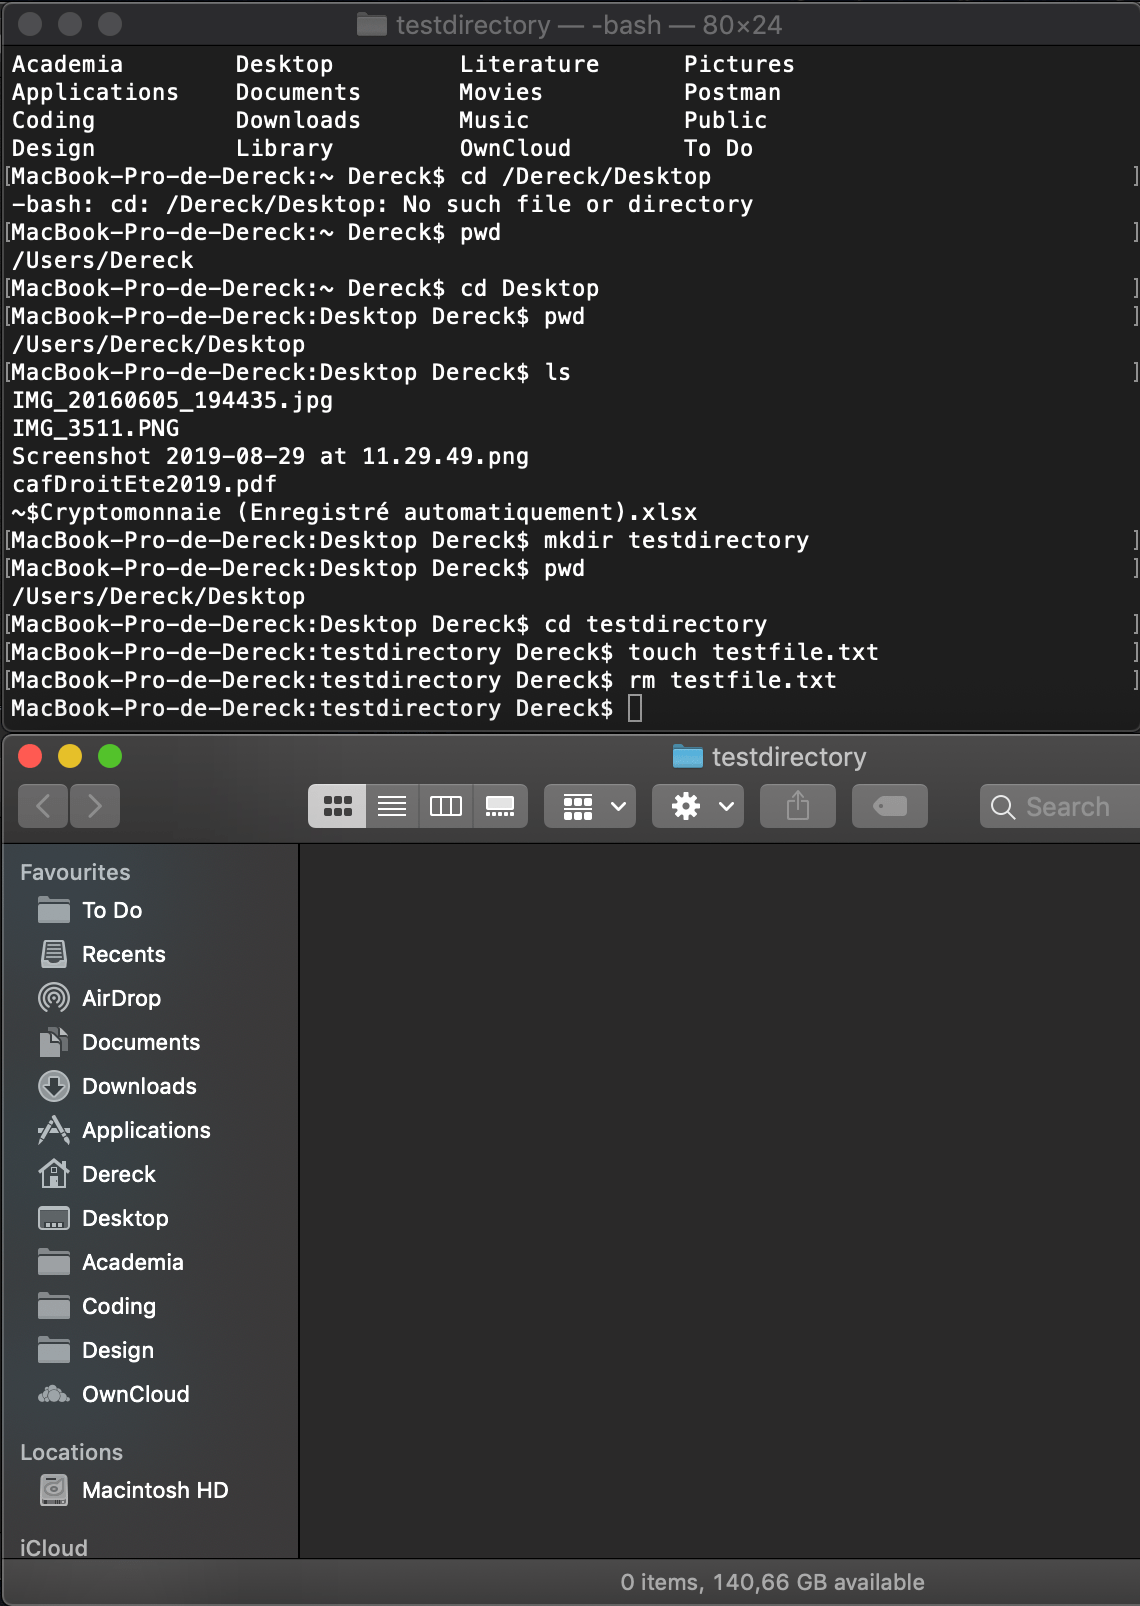 testdirectory — -bash — 80×24
Academia Desktop Literature Pictures
Applications Documents Movies Postman
Coding Downloads Music Public
Design Library OwnCloud To Do
[MacBook-Pro-de-Dereck:~ Dereck$ cd /Dereck/Desktop ]
-bash: cd: /Dereck/Desktop: No such file or directory
[MacBook-Pro-de-Dereck:~ Dereck$ pwd ]
/Users/Dereck
[MacBook-Pro-de-Dereck:~ Dereck$ cd Desktop ]
[MacBook-Pro-de-Dereck:Desktop Dereck$ pwd ]
/Users/Dereck/Desktop
[MacBook-Pro-de-Dereck:Desktop Dereck$ ls ]
IMG_20160605_194435.jpg
IMG_3511.PNG
Screenshot 2019-08-29 at 11.29.49.png
cafDroitEte2019.pdf
~$Cryptomonnaie (Enregistré automatiquement).xlsx
[MacBook-Pro-de-Dereck:Desktop Dereck$ mkdir testdirectory ]
[MacBook-Pro-de-Dereck:Desktop Dereck$ pwd ]
/Users/Dereck/Desktop
[MacBook-Pro-de-Dereck:Desktop Dereck$ cd testdirectory ]
[MacBook-Pro-de-Dereck:testdirectory Dereck$ touch testfile.txt ]
[MacBook-Pro-de-Dereck:testdirectory Dereck$ rm testfile.txt ]
MacBook-Pro-de-Dereck:testdirectory Dereck$
testdirectory
Search
Favourites
To Do
Recents
AirDrop
Documents
Downloads
Applications
Dereck
Desktop
Academia
Coding
Design
OwnCloud
Locations
Macintosh HD
iCloud
0 items, 140,66 GB available